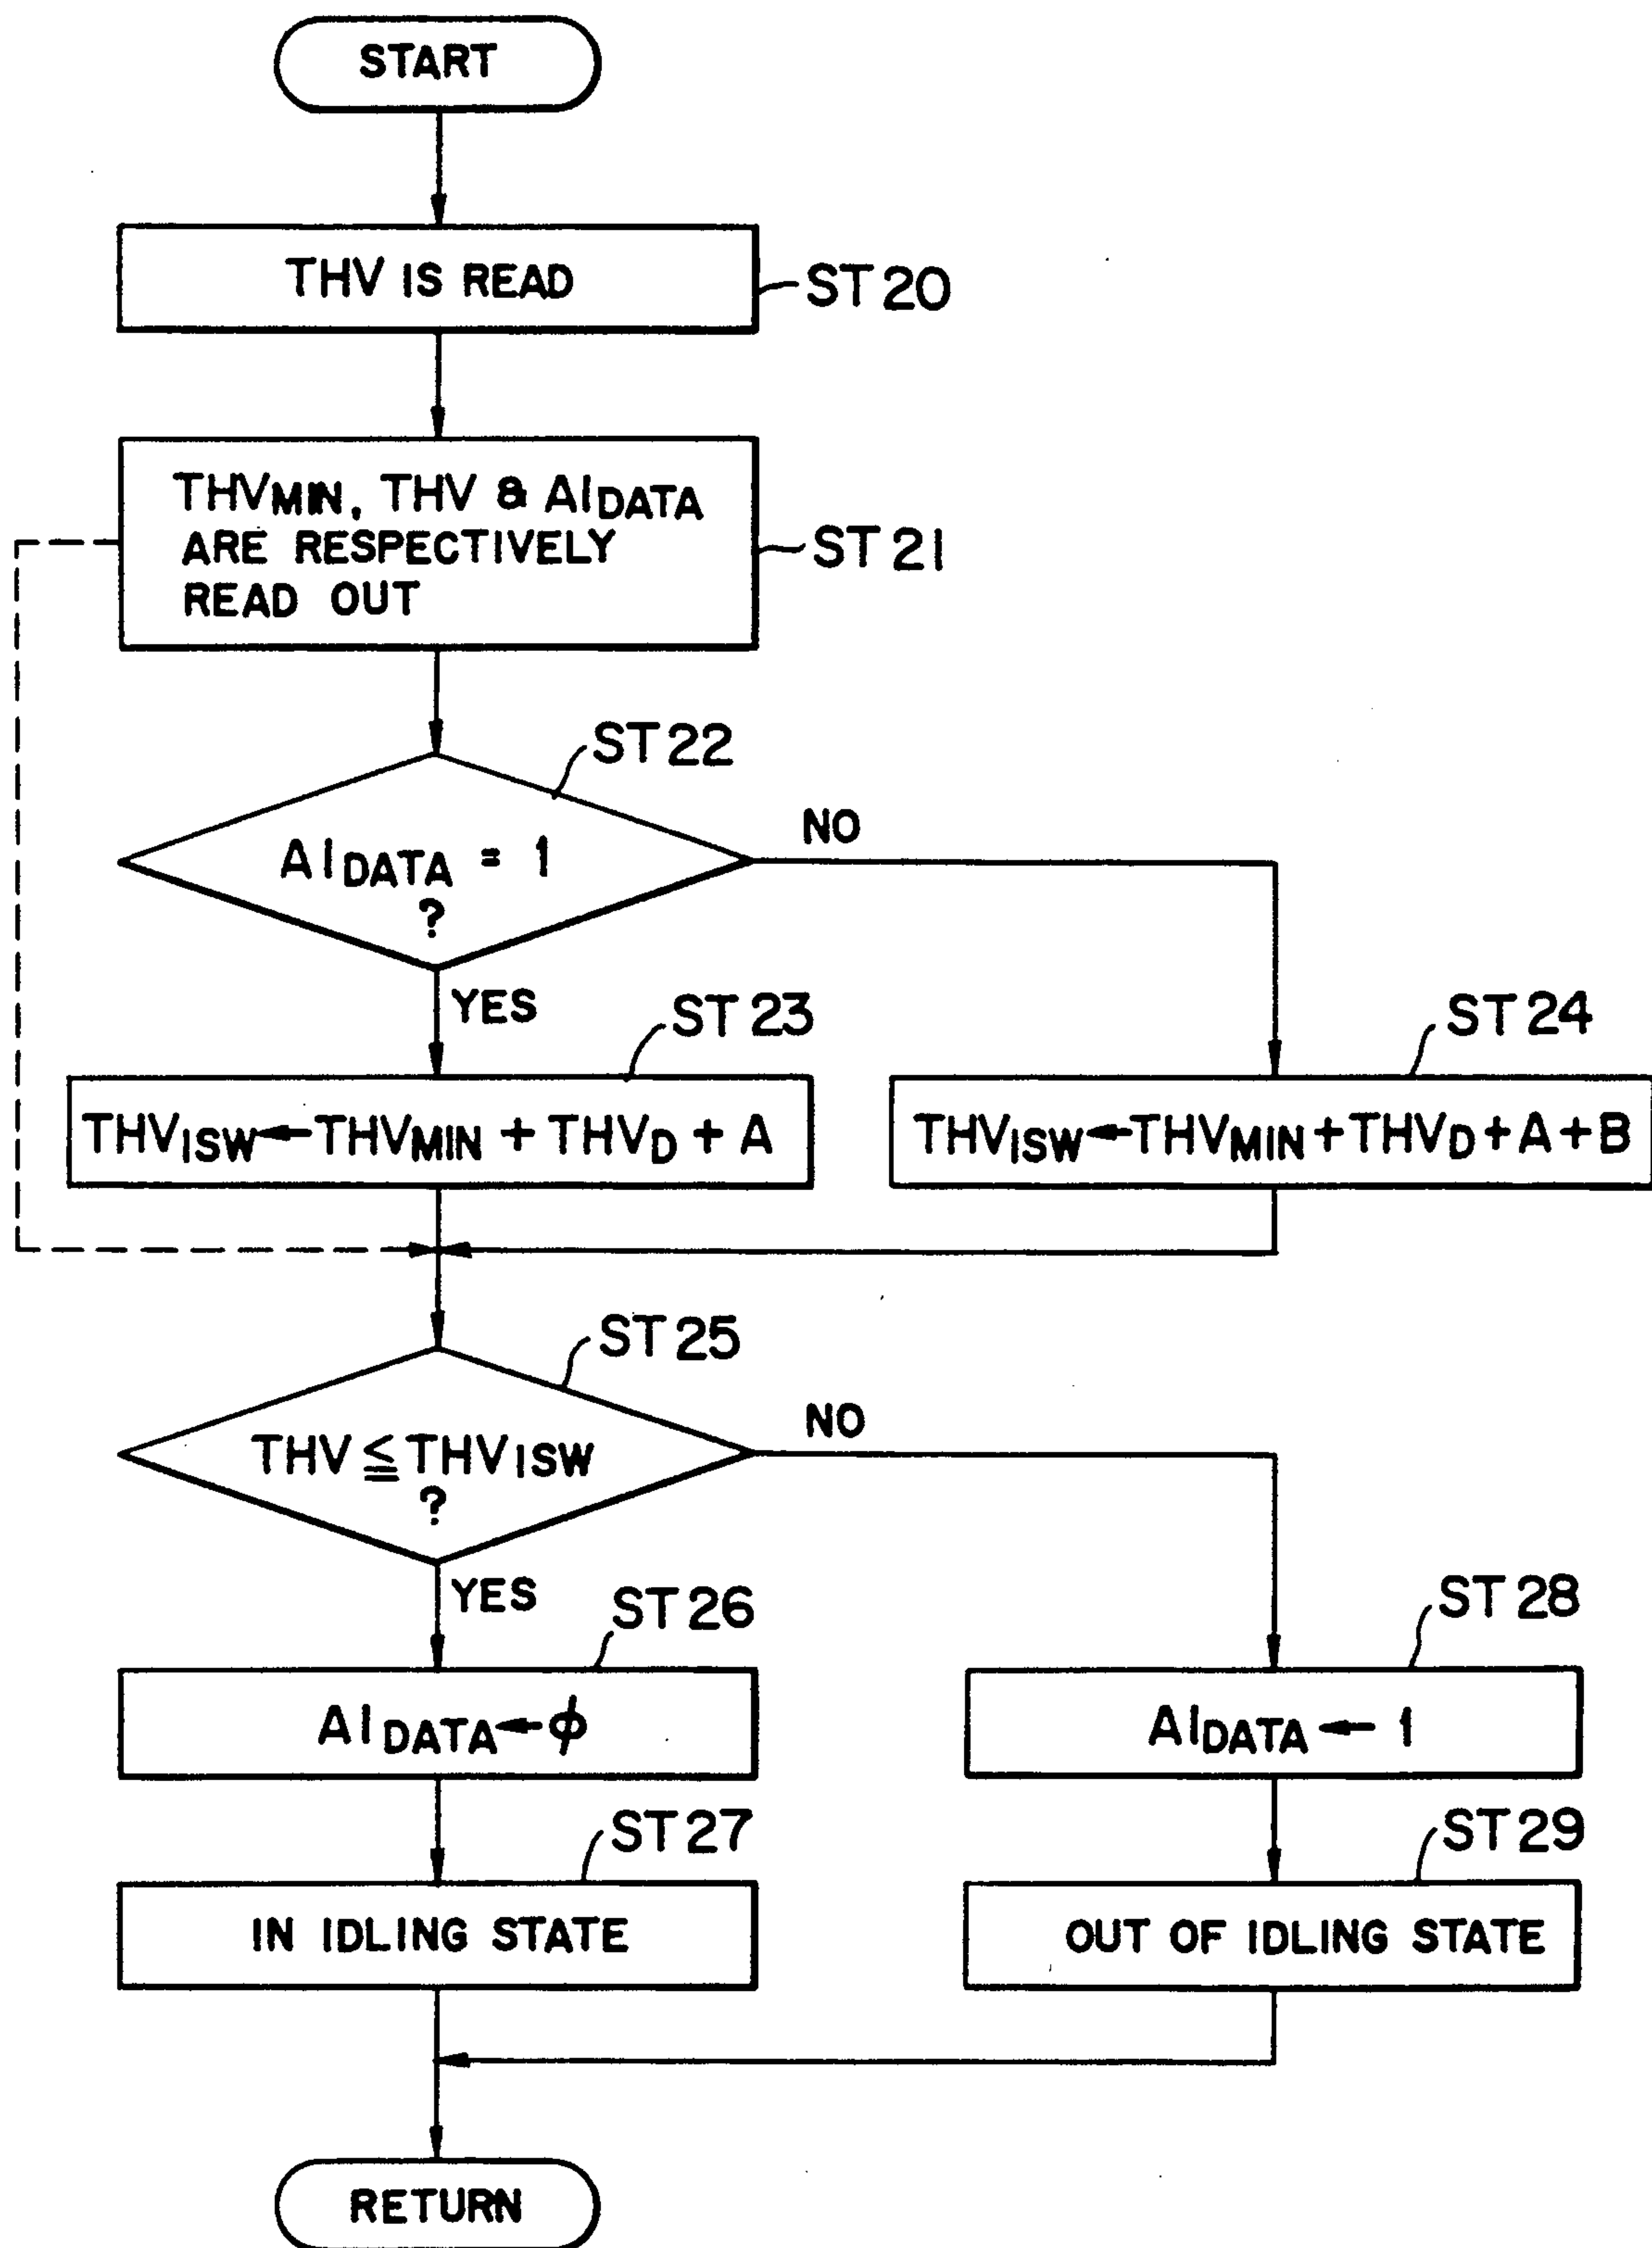 START
THV IS READ
ST20
THVMIN, THV & AIDATA
ARE RESPECTIVELY
READ OUT
ST21
ST22
AIDATA = 1
?
NO
YES
ST23
ST24
THVISW←THVMIN + THVD + A
THVISW←THVMIN+THVD+A+B
ST25
THV≦THVISW
?
NO
YES
ST26
ST28
AIDATA←ϕ
AIDATA←1
ST27
ST29
IN IDLING STATE
OUT OF IDLING STATE
RETURN